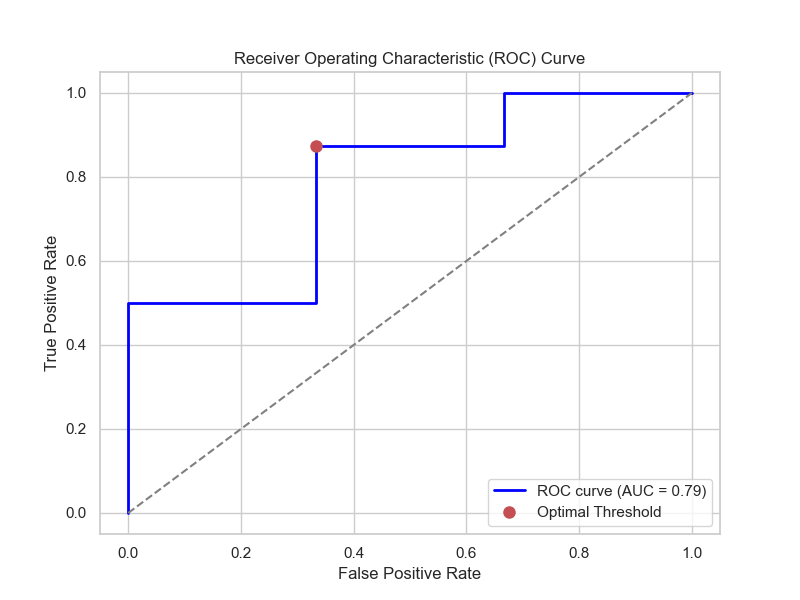 Receiver Operating Characteristic (ROC) Curve
True Positive Rate
1.0
0.8
0.6
0.4
0.2
0.0
ROC curve (AUC = 0.79)
Optimal Threshold
0.0 0.2 0.4 0.6 0.8 1.0
False Positive Rate